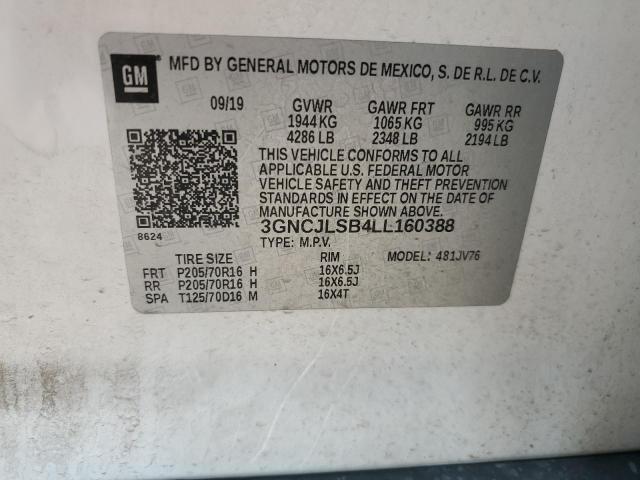 GM
MFD BY GENERAL MOTORS DE MEXICO, S. DE R.L. DE C.V.
09/19 GVWR GAWR FRT GAWR RR
1944 KG 1065 KG 995 KG
4286 LB 2348 LB 2194 LB
THIS VEHICLE CONFORMS TO ALL
APPLICABLE U.S. FEDERAL MOTOR
VEHICLE SAFETY AND THEFT PREVENTION
STANDARDS IN EFFECT ON THE DATE OF
MANUFACTURE SHOWN ABOVE.
8624 3GNCJLSB4LL160388
TYPE: M.P.V. MODEL: 481JV76
TIRE SIZE RIM
FRT P205/70R16 H 16X6.5J
RR P205/70R16 H 16X6.5J
SPA T125/70D16 M 16X4T